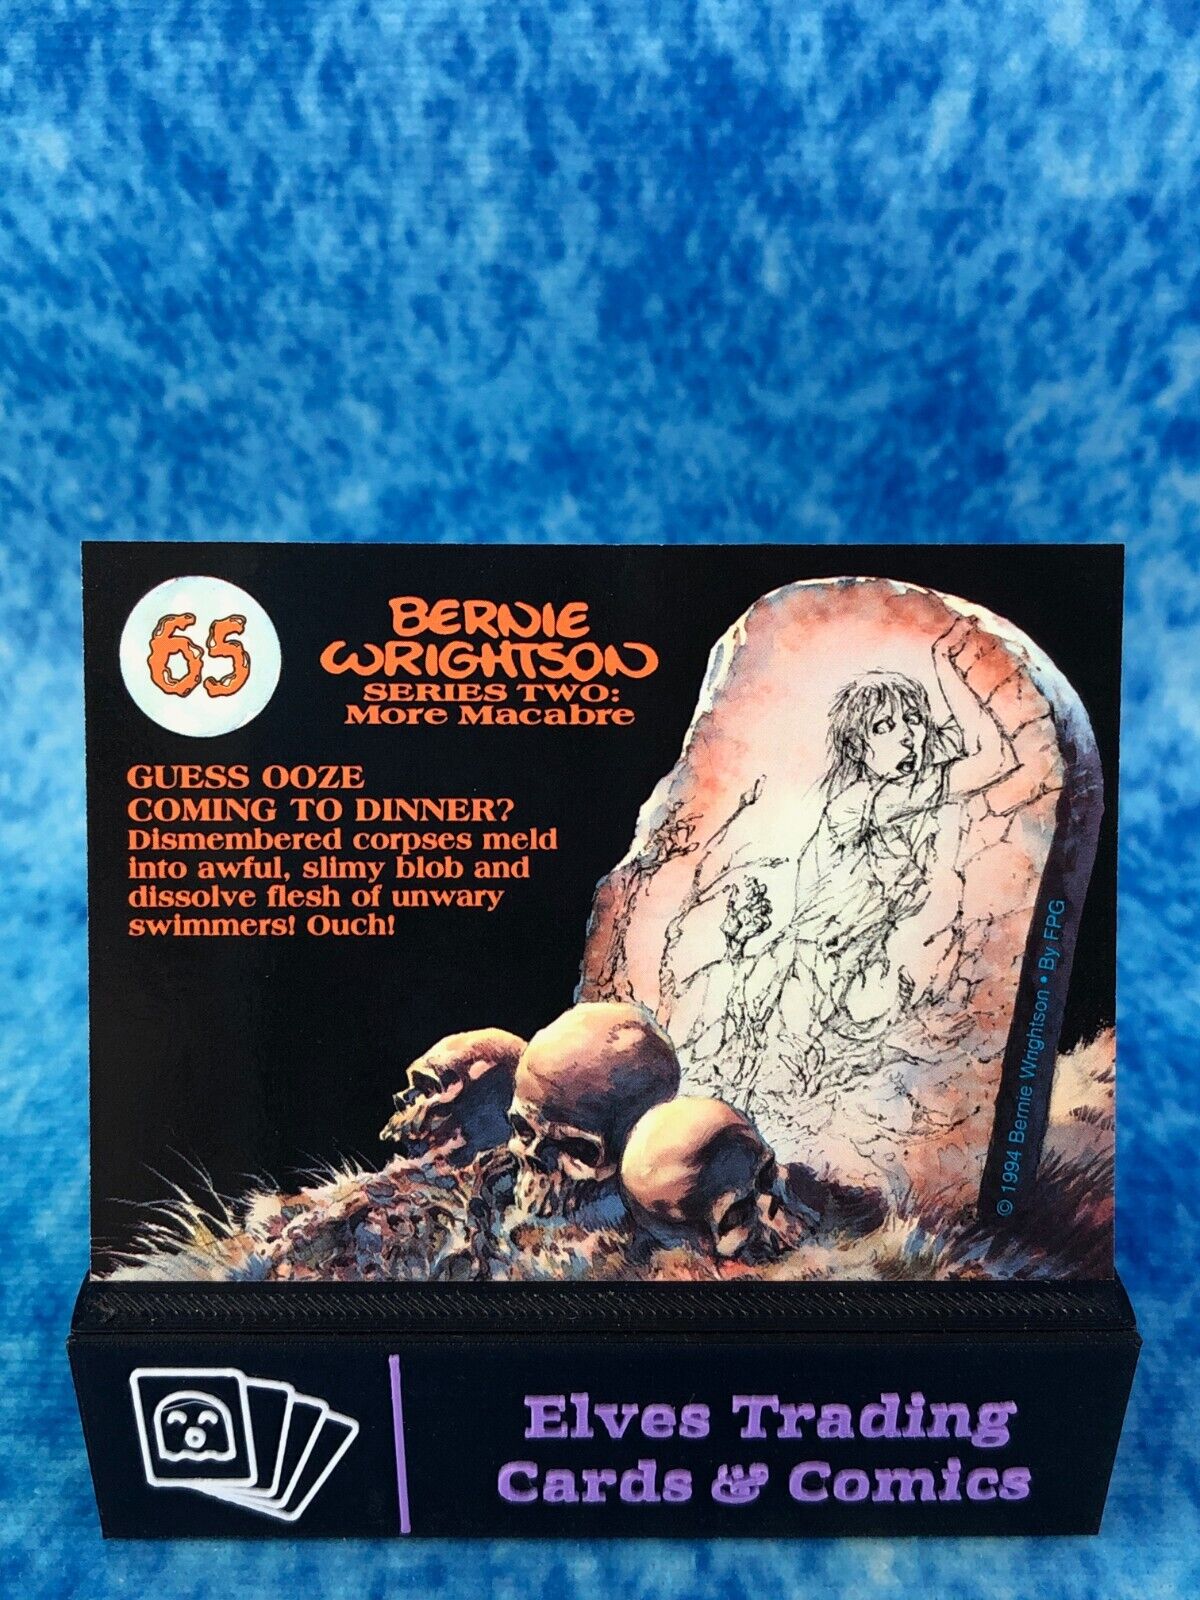 65
BERNIE
WRIGHTSON
SERIES TWO:
More Macabre
GUESS OOZE
COMING TO DINNER?
Dismembered corpses meld
into awful, slimy blob and
dissolve flesh of unwary
swimmers! Ouch!
© 1994 Bernie Wrightson • By FPG
Elves Trading
Cards & Comics